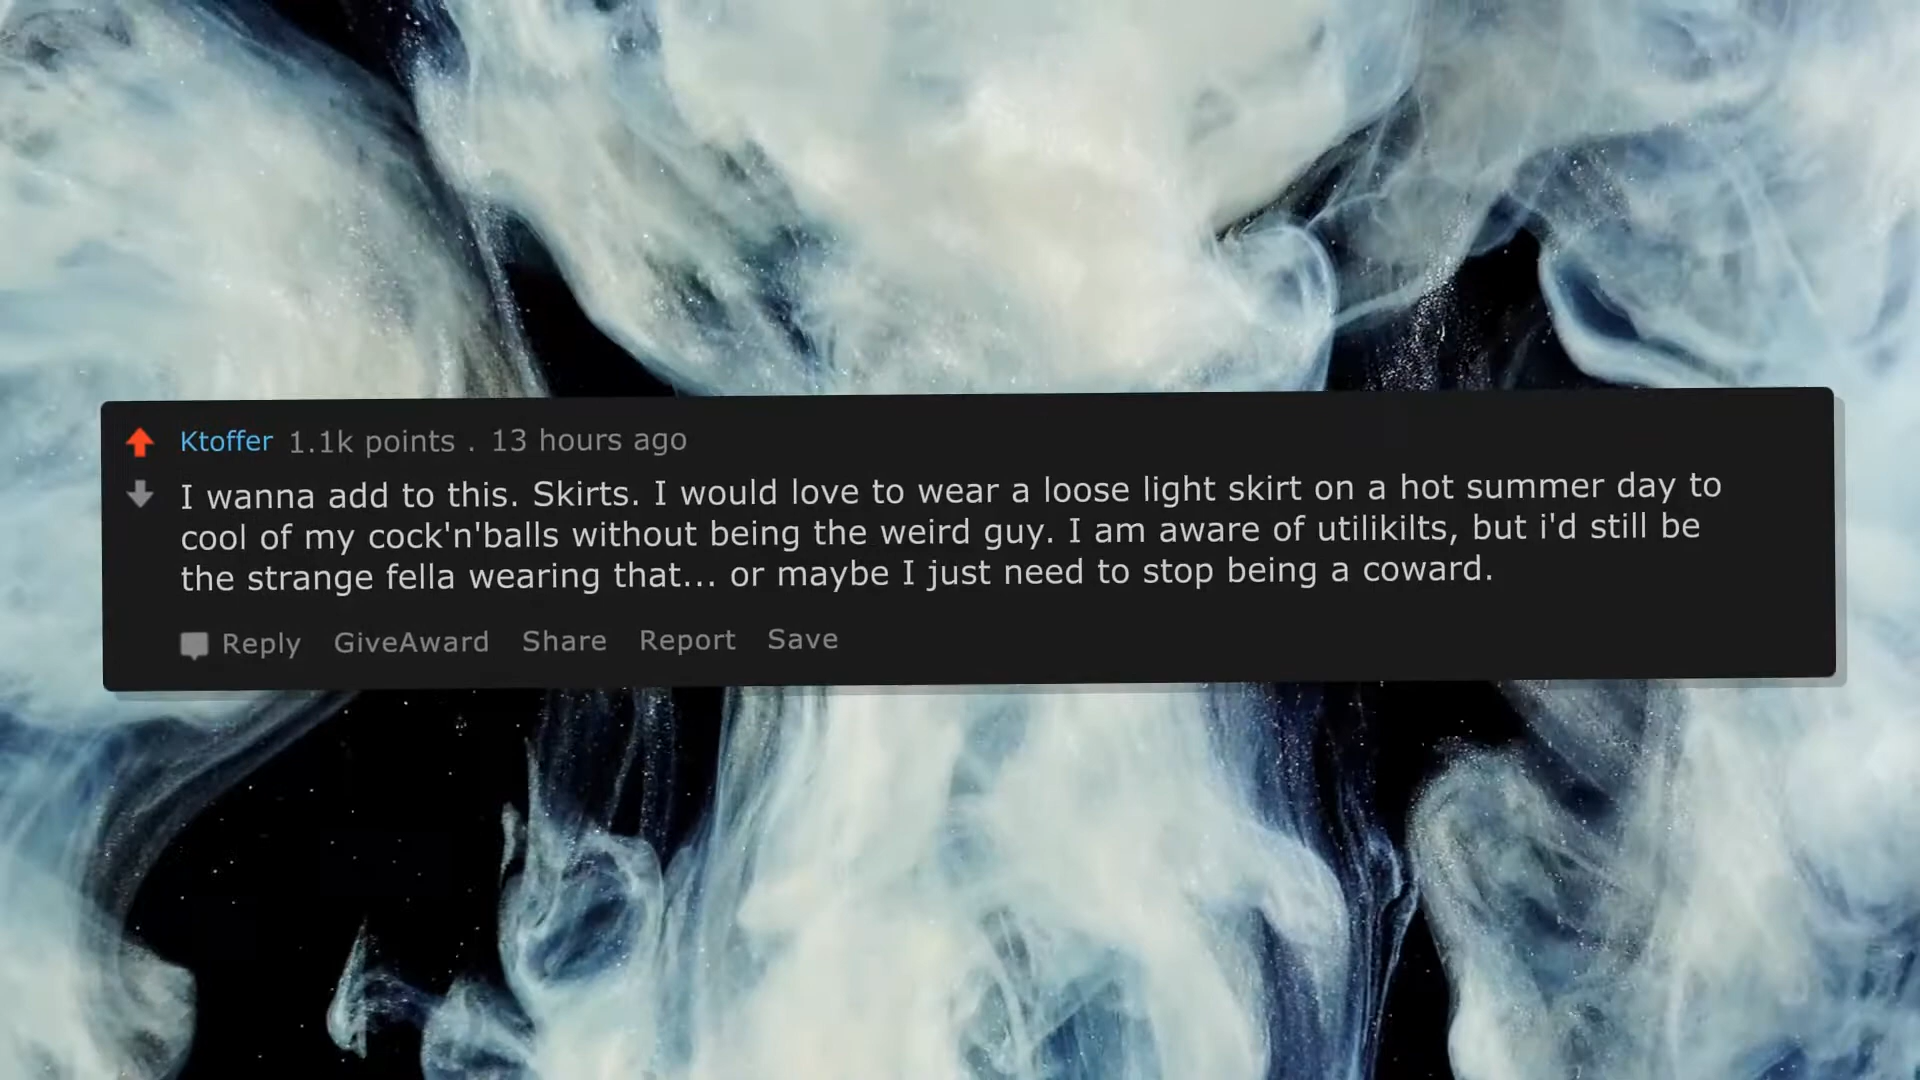 Ktoffer 1.1k points . 13 hours ago
I wanna add to this. Skirts. I would love to wear a loose light skirt on a hot summer day to
cool of my cock'n'balls without being the weird guy. I am aware of utilikilts, but i'd still be
the strange fella wearing that... or maybe I just need to stop being a coward.
Reply GiveAward Share Report Save